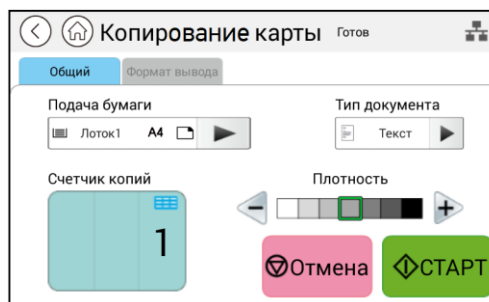 Копирование карты Готов
Общий Формат вывода
Подача бумаги Тип документа
Лоток1 A4 Текст
Счетчик копий Плотность
1
Отмена СТАРТ